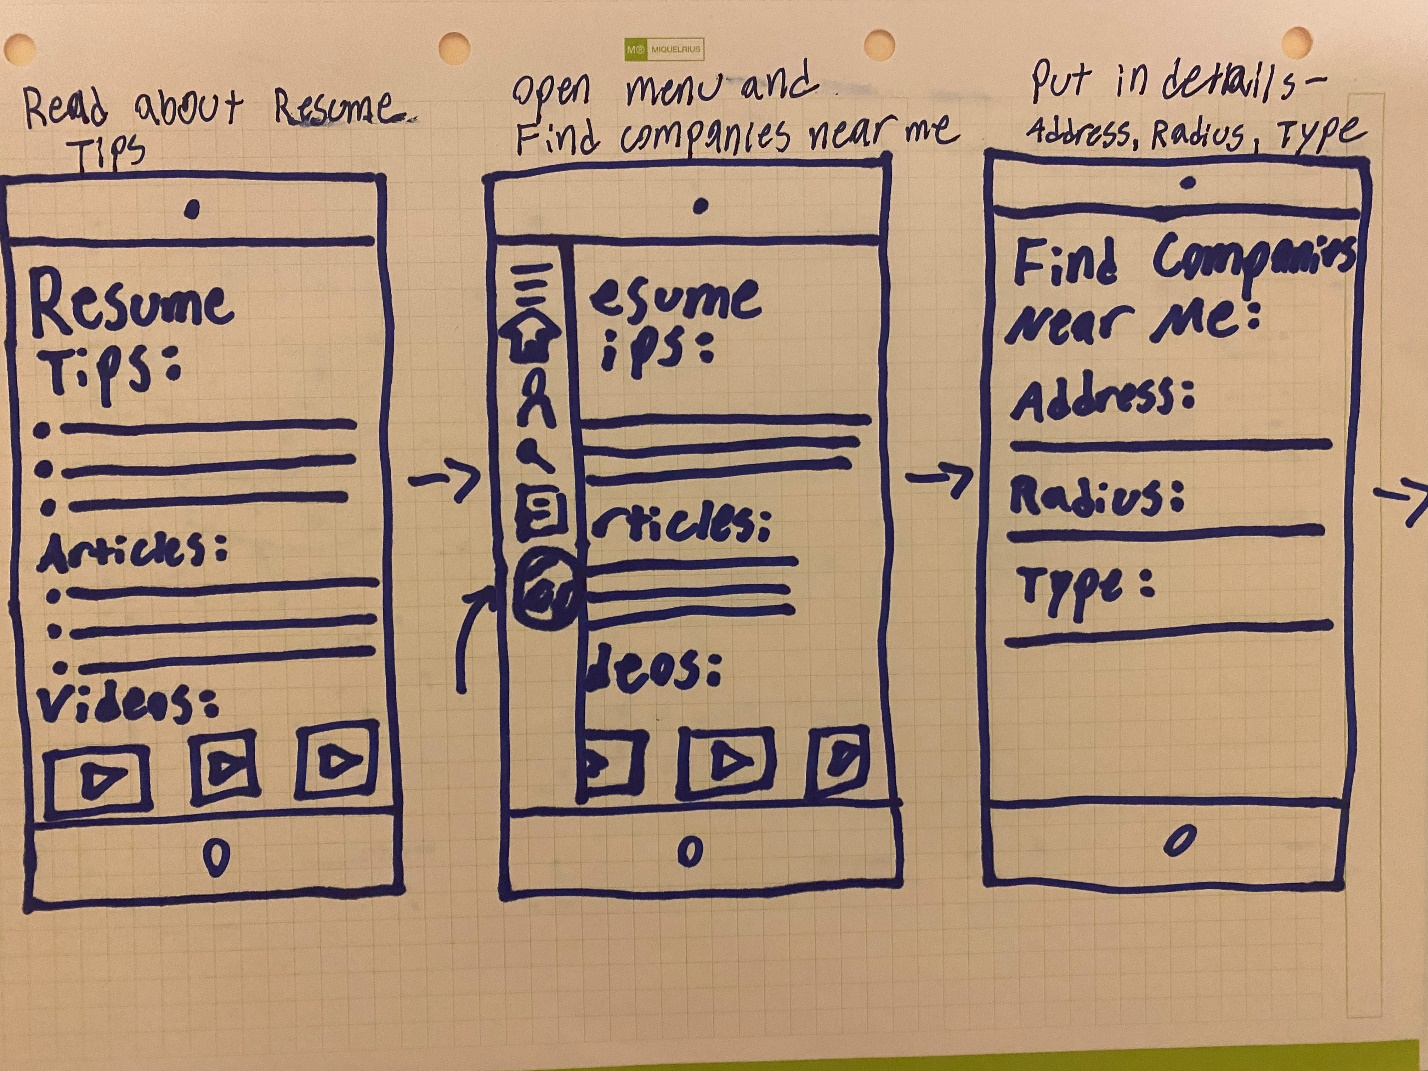 M® MIQUELRIUS
Read about Resume
Tips
Resume
Tips:
Articles:
Videos:
open menu and
Find companies near me
esume
ips:
rticles:
deos:
Put in details-
Address, Radius, Type
Find Companies
Near Me:
Address:
Radius:
Type: